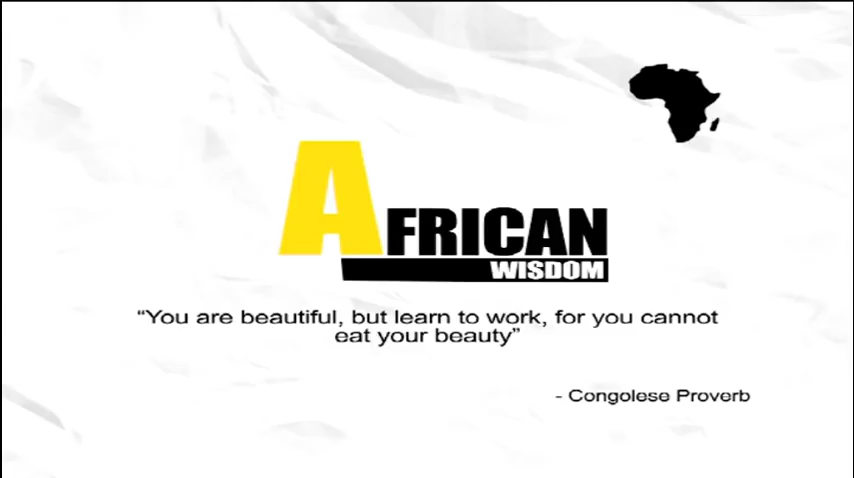 AFRICAN
WISDOM
“You are beautiful, but learn to work, for you cannot
eat your beauty”
- Congolese Proverb